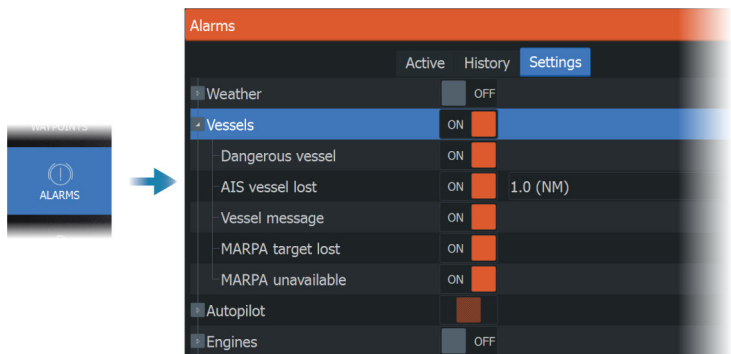 Alarms
Active History Settings
Weather OFF
Vessels ON
Dangerous vessel ON
AIS vessel lost ON 1.0 (NM)
Vessel message ON
MARPA target lost ON
MARPA unavailable ON
Autopilot
Engines OFF
WAYPOINTS
ALARMS